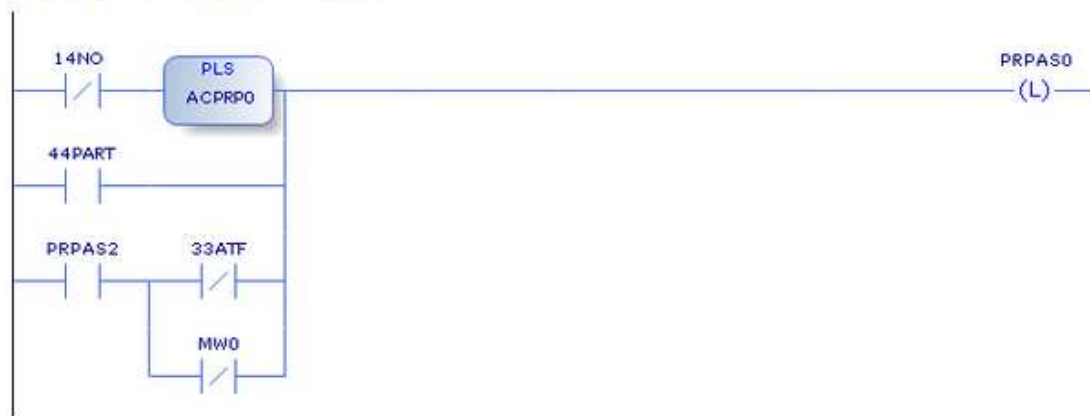 14NO
PLS
ACPRP0
PRPAS0
(L)
44PART
PRPAS2
33ATF
MW0